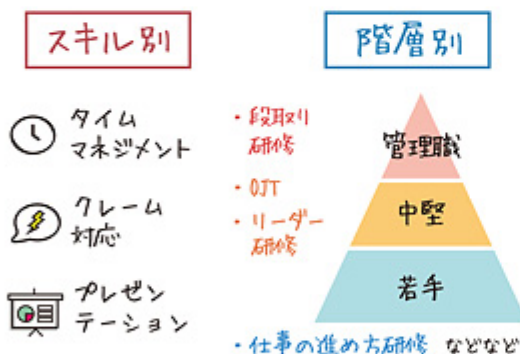 スキル別
タイム
マネジメント
クレーム
対応
プレゼン
テーション
階層別
・段取り
研修
管理職
・OJT
・リーダー
研修
中堅
若手
・仕事の進め方研修 などなど